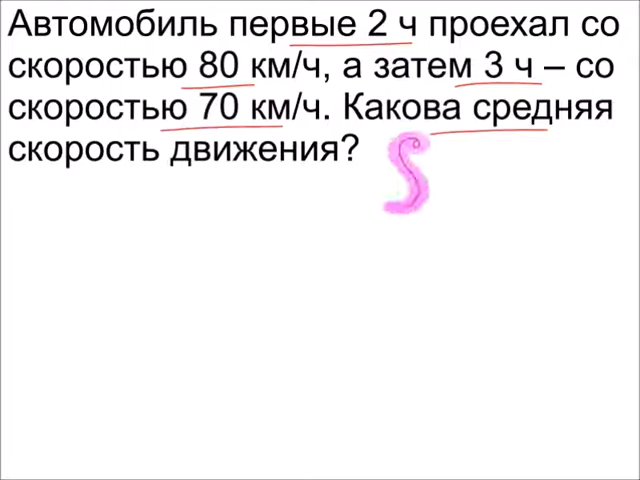 Автомобиль первые 2 ч проехал со
скоростью 80 км/ч, а затем 3 ч – со
скоростью 70 км/ч. Какова средняя
скорость движения?
S